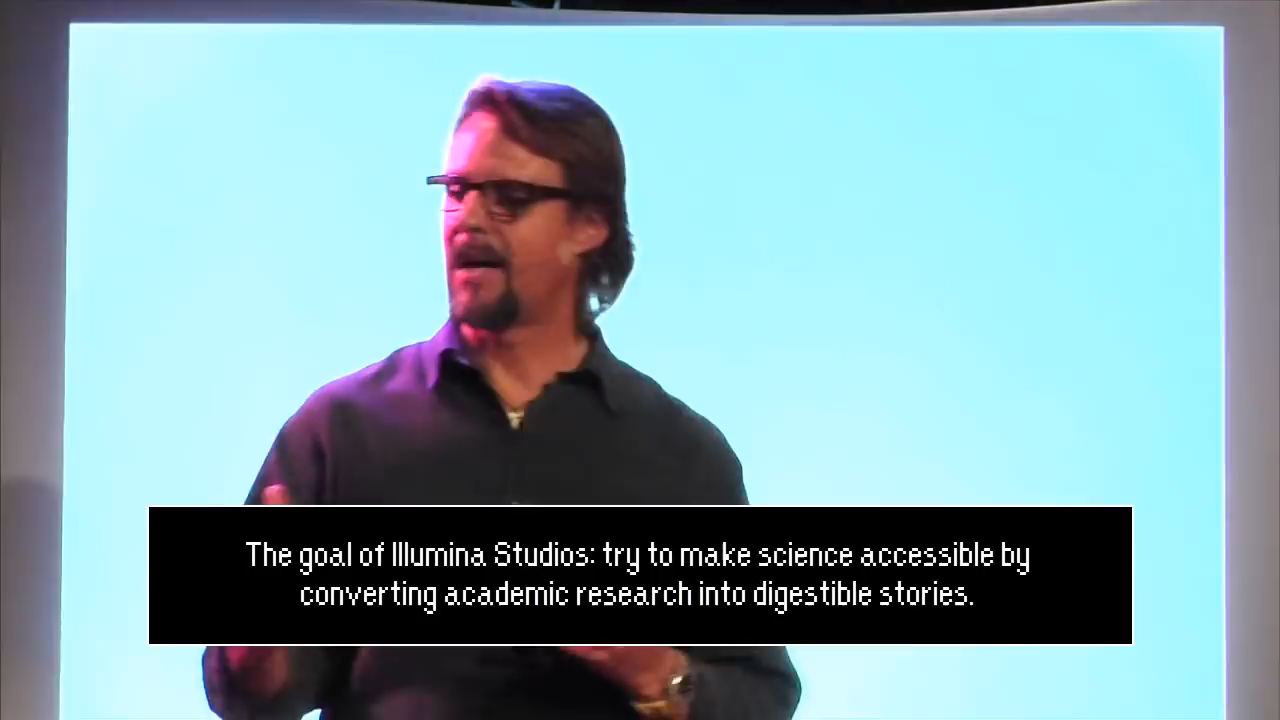 The goal of Illumina Studios: try to make science accessible by
converting academic research into digestible stories.